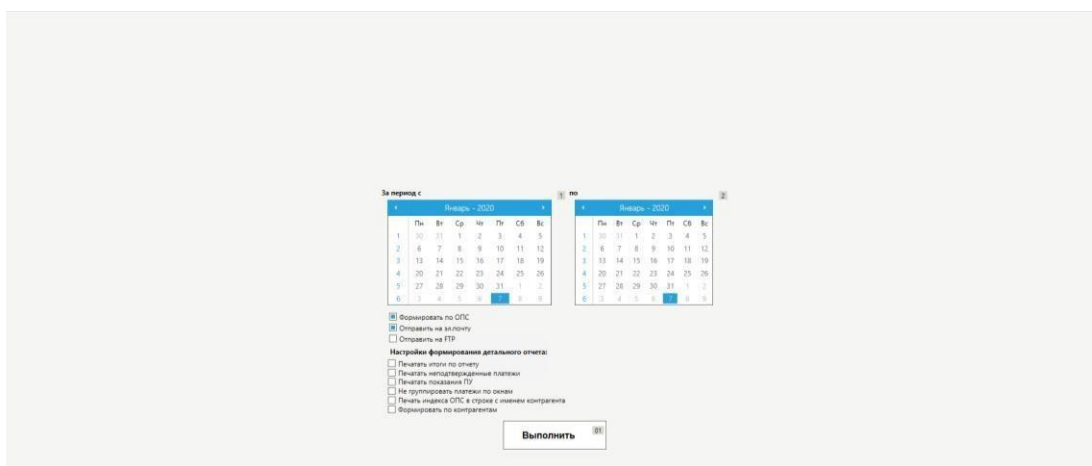 За период с 1 по 2
Январь - 2020 Январь - 2020
Пн Вт Ср Чт Пт Сб Вс Пн Вт Ср Чт Пт Сб Вс
1 30 31 1 2 3 4 5 1 30 31 1 2 3 4 5
2 6 7 8 9 10 11 12 2 6 7 8 9 10 11 12
3 13 14 15 16 17 18 19 3 13 14 15 16 17 18 19
4 20 21 22 23 24 25 26 4 20 21 22 23 24 25 26
5 27 28 29 30 31 1 2 5 27 28 29 30 31 1 2
6 3 4 5 6 7 8 9 6 3 4 5 6 7 8 9
Формировать по ОПС
Отправить на эл.почту
Отправить на FTP
Настройки формирования детального отчета:
Печатать итоги по отчету
Печатать неподтвержденные платежи
Печатать показания ПУ
Не группировать платежи по окнам
Печать индекса ОПС в строке с именем контрагента
Формировать по контрагентам
Выполнить